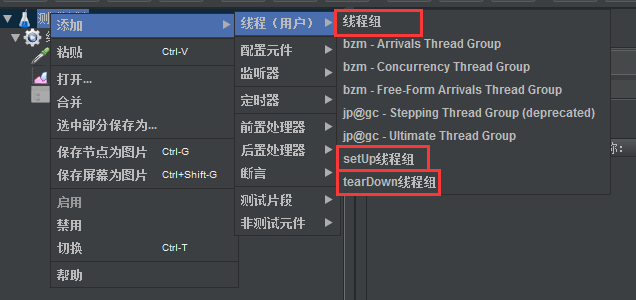 测
添加
线程（用户）
线程组
粘贴
Ctrl-V
打开...
合并
选中部分保存为...
保存节点为图片
Ctrl-G
保存屏幕为图片
Ctrl+Shift-G
启用
禁用
切换
Ctrl-T
帮助
配置元件
监听器
定时器
前置处理器
后置处理器
断言
测试片段
非测试元件
bzm - Arrivals Thread Group
bzm - Concurrency Thread Group
bzm - Free-Form Arrivals Thread Group
jp@gc - Stepping Thread Group (deprecated)
jp@gc - Ultimate Thread Group
setUp线程组
tearDown线程组
称: